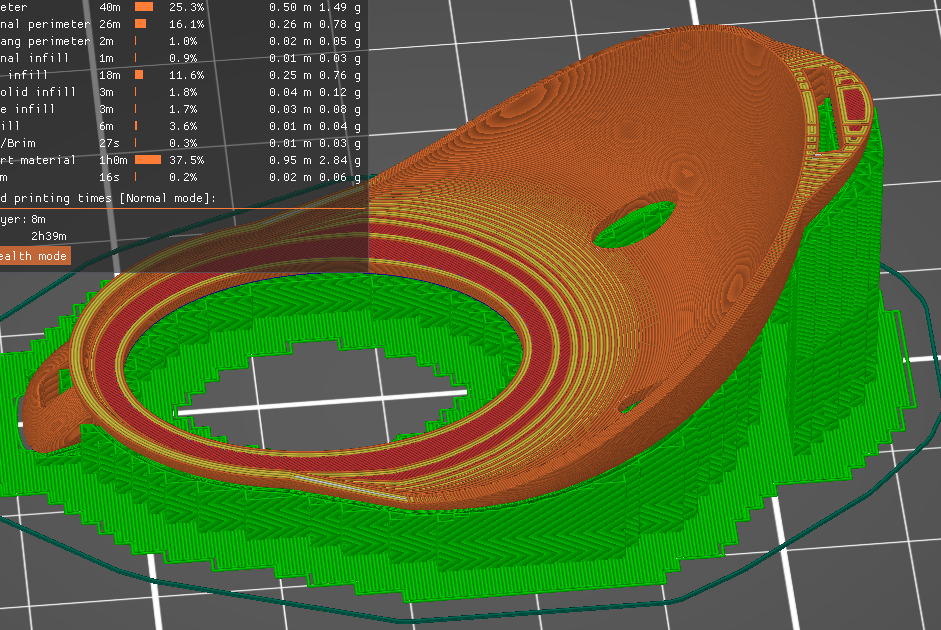 eter 40m 25.3% 0.50 m 1.49 g
nal perimeter 26m 16.1% 0.26 m 0.78 g
ang perimeter 2m 1.0% 0.02 m 0.05 g
nal infill 1m 0.9% 0.01 m 0.03 g
infill 18m 11.6% 0.25 m 0.76 g
olid infill 3m 1.8% 0.04 m 0.12 g
e infill 3m 1.7% 0.03 m 0.08 g
ill 6m 3.6% 0.01 m 0.04 g
/Brim 27s 0.3% 0.01 m 0.03 g
rt material 1h0m 37.5% 0.95 m 2.84 g
m 16s 0.2% 0.02 m 0.06 g
d printing times [Normal mode]:
yer: 8m
2h39m
ealth mode